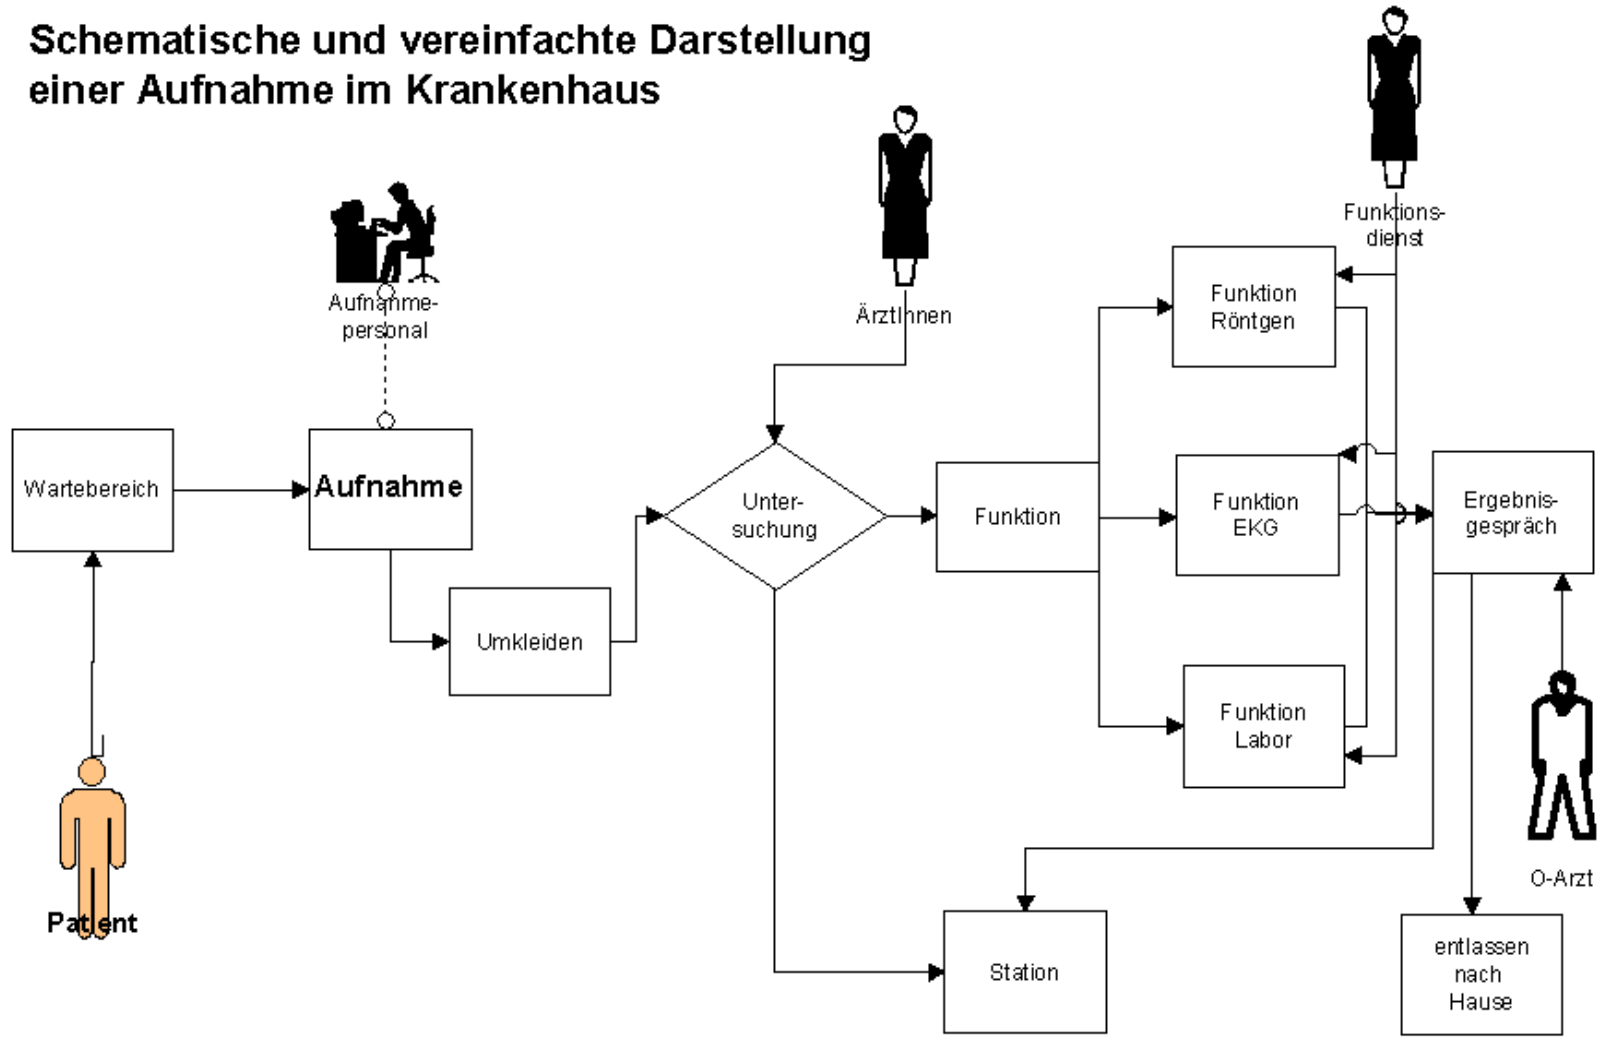 Schematische und vereinfachte Darstellung
einer Aufnahme im Krankenhaus
Funktions-
dienst
Aufnahme-
personal
ÄrztInnen
Funktion
Röntgen
Wartebereich
Aufnahme
Unter-
suchung
Funktion
Funktion
EKG
Ergebnis-
gespräch
Umkleiden
Funktion
Labor
O-Arzt
Patient
Station
entlassen
nach
Hause